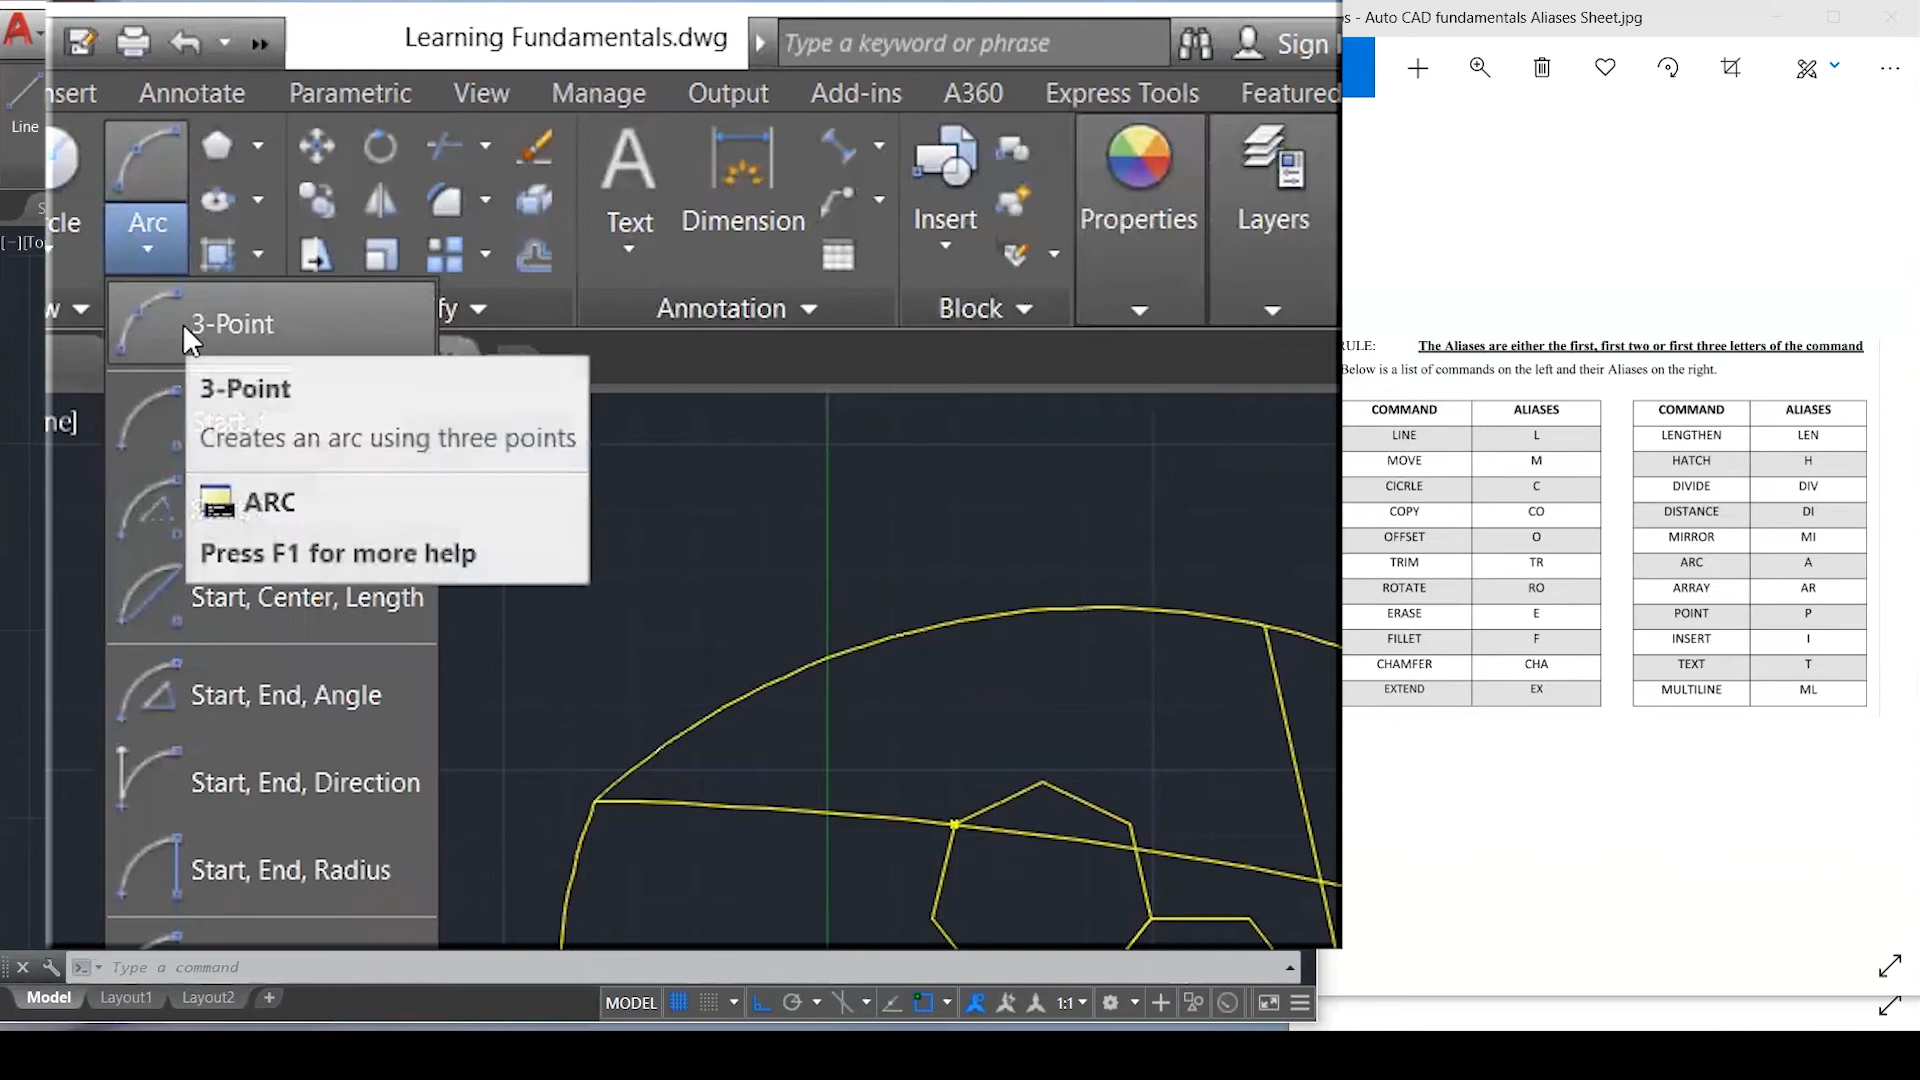 Learning Fundamentals.dwg
Type a keyword or phrase
Sign
nsert Annotate Parametric View Manage Output Add-ins A360 Express Tools Featured
Line
cle
Arc
Text
Dimension
Insert
Properties
Layers
w
fy
Annotation
Block
[−][To
ne]
3-Point
3-Point
Creates an arc using three points
ARC
Press F1 for more help
Start, Center, Length
Start, End, Angle
Start, End, Direction
Start, End, Radius
Type a command
Model Layout1 Layout2 +
MODEL
1:1
s - Auto CAD fundamentals Aliases Sheet.jpg
RULE: The Aliases are either the first, first two or first three letters of the command
Below is a list of commands on the left and their Aliases on the right.
COMMAND ALIASES
LINE L
MOVE M
CICRLE C
COPY CO
OFFSET O
TRIM TR
ROTATE RO
ERASE E
FILLET F
CHAMFER CHA
EXTEND EX
COMMAND ALIASES
LENGTHEN LEN
HATCH H
DIVIDE DIV
DISTANCE DI
MIRROR MI
ARC A
ARRAY AR
POINT P
INSERT I
TEXT T
MULTILINE ML